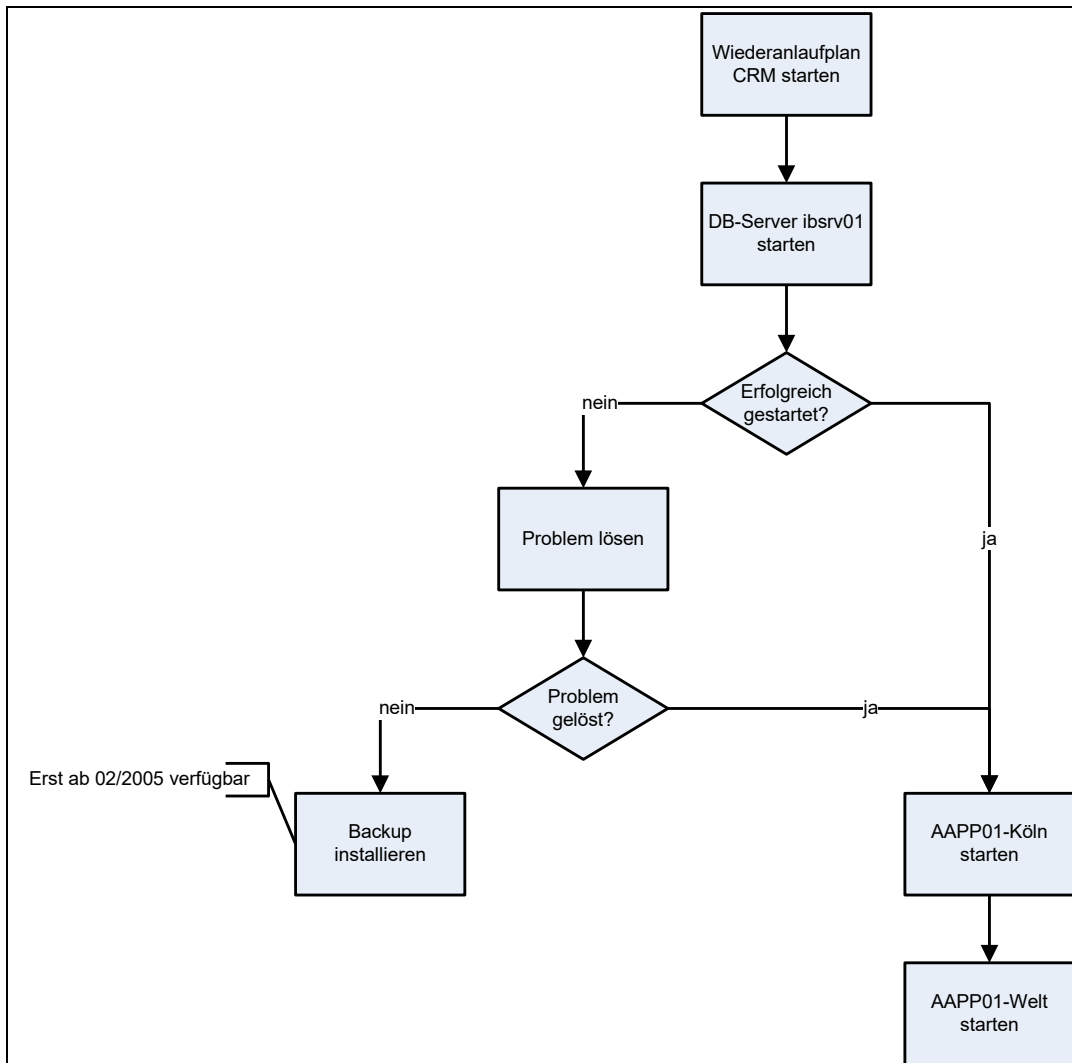 Wiederanlaufplan
CRM starten
DB-Server ibsrv01
starten
Erfolgreich
gestartet?
nein
ja
Problem lösen
Problem
gelöst?
nein
ja
Erst ab 02/2005 verfügbar
Backup
installieren
AAPP01-Köln
starten
AAPP01-Welt
starten